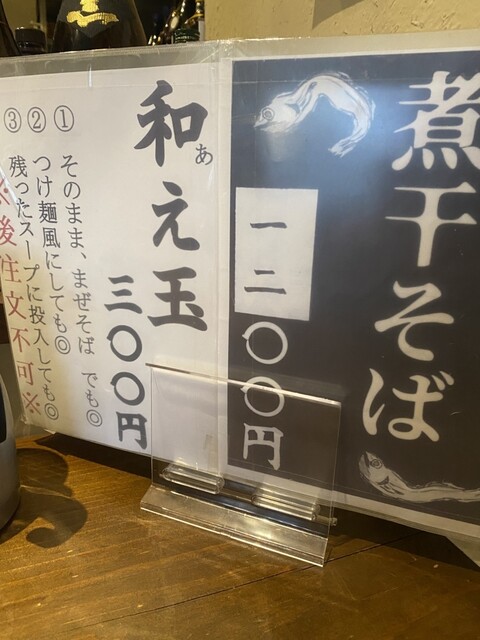 煮干そば
一二〇〇円
和え玉
あ
三〇〇円
①そのまま、まぜそば でも◎
②つけ麺風にしても◎
③残ったスープに投入しても◎
※後注文不可※